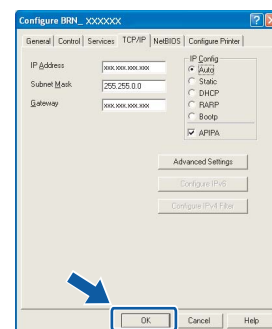 Configure BRN_ XXXXXX
General Control Services TCP/IP NetBIOS Configure Printer
IP Address xxx.xxx.xxx.xxx
Subnet Mask 255.255.0.0
Gateway xxx.xxx.xxx.xxx
IP Config
Auto
Static
DHCP
RARP
Bootp
APIPA
Advanced Settings
Configure IPv6
Configure IPv4 Filter
OK Cancel Help